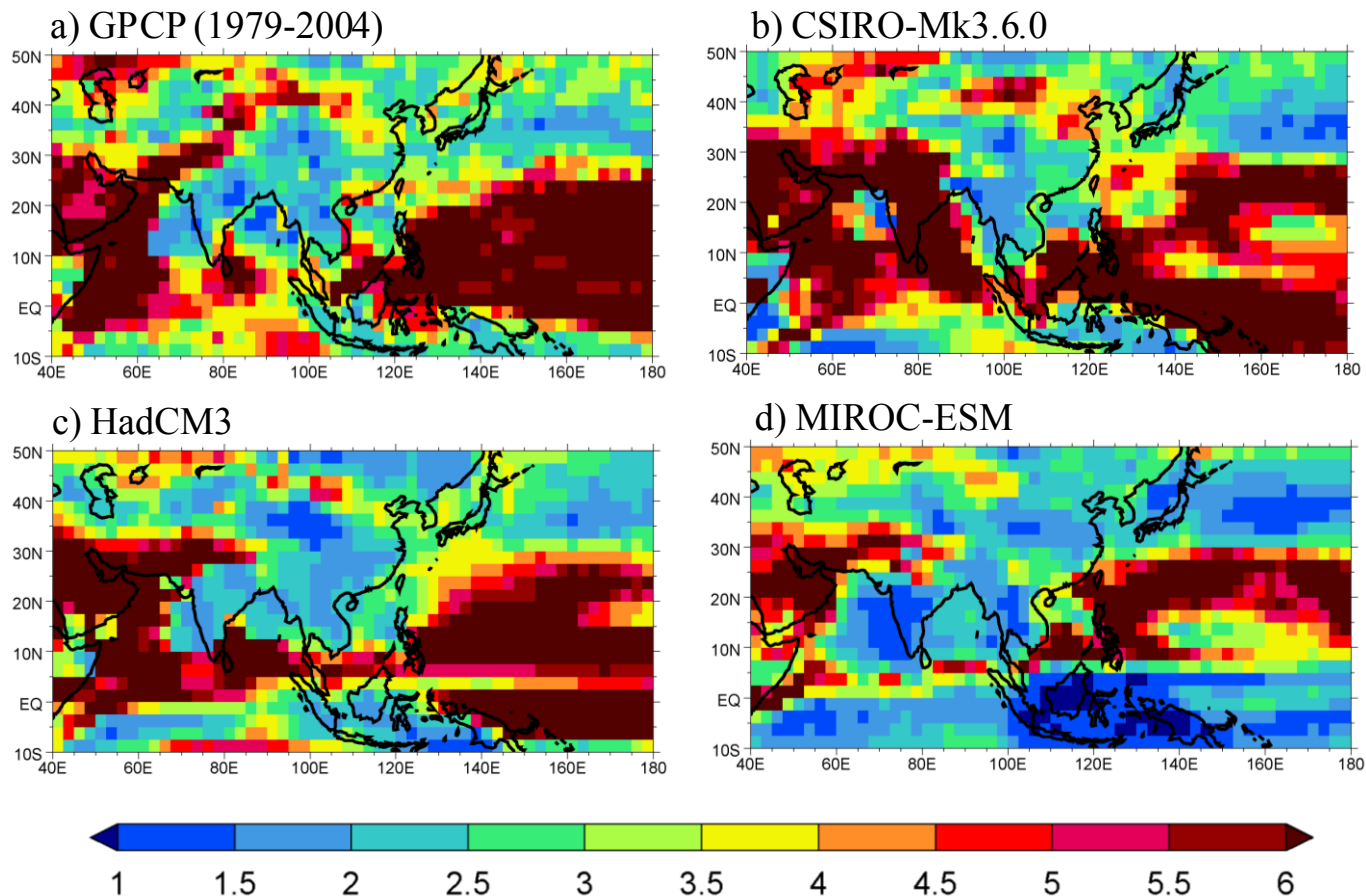 a) GPCP (1979-2004)
b) CSIRO-Mk3.6.0
50N
40N
30N
20N
10N
EQ
10S
40E 60E 80E 100E 120E 140E 160E 180
50N
40N
30N
20N
10N
EQ
10S
40E 60E 80E 100E 120E 140E 160E 180
c) HadCM3
d) MIROC-ESM
50N
40N
30N
20N
10N
EQ
10S
40E 60E 80E 100E 120E 140E 160E 180
50N
40N
30N
20N
10N
EQ
10S
40E 60E 80E 100E 120E 140E 160E 180
1 1.5 2 2.5 3 3.5 4 4.5 5 5.5 6